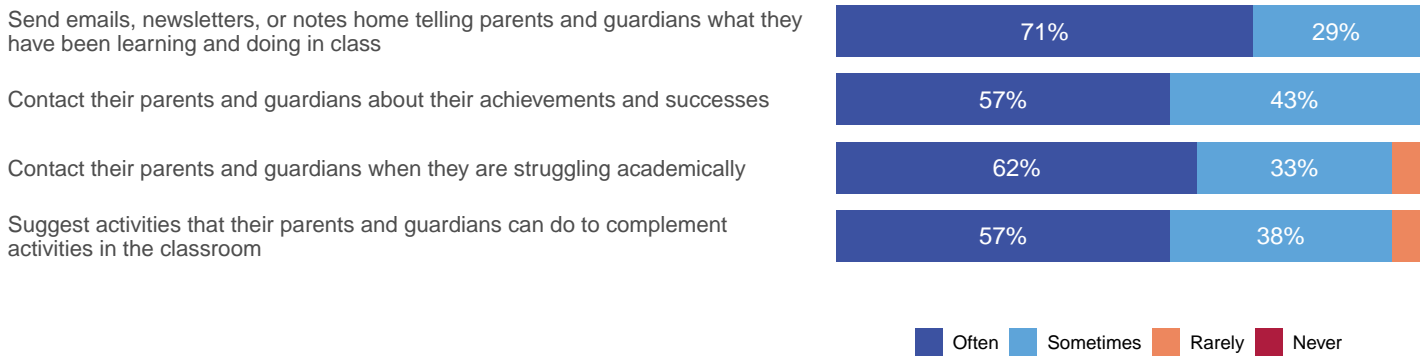 Send emails, newsletters, or notes home telling parents and guardians what they
have been learning and doing in class
71% 29%
Contact their parents and guardians about their achievements and successes
57% 43%
Contact their parents and guardians when they are struggling academically
62% 33%
Suggest activities that their parents and guardians can do to complement
activities in the classroom
57% 38%
Often Sometimes Rarely Never